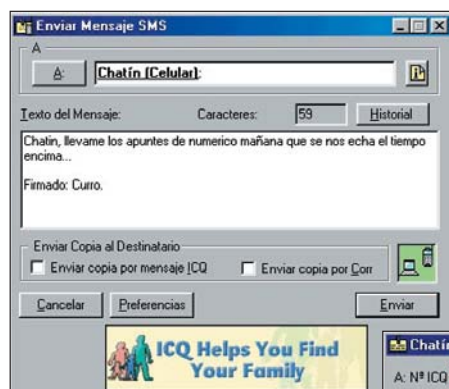 Enviar Mensaje SMS
A
A: Chatín (Celular);
Texto del Mensaje: Caracteres: 59 Historial
Chatin, llevame los apuntes de numerico mañana que se nos echa el tiempo
encima...
Firmado: Curro.
Enviar Copia al Destinatario
Enviar copia por mensaje ICQ Enviar copia por Corr
Cancelar Preferencias Enviar
ICQ Helps You Find
Your Family
Chatín
A: Nª ICQ